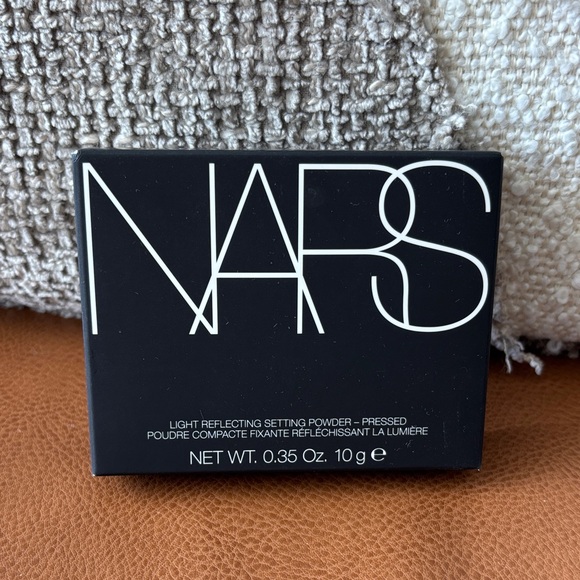 NARS
LIGHT REFLECTING SETTING POWDER – PRESSED
POUDRE COMPACTE FIXANTE RÉFLÉCHISSANT LA LUMIÈRE
NET WT. 0.35 Oz. 10 g ℮